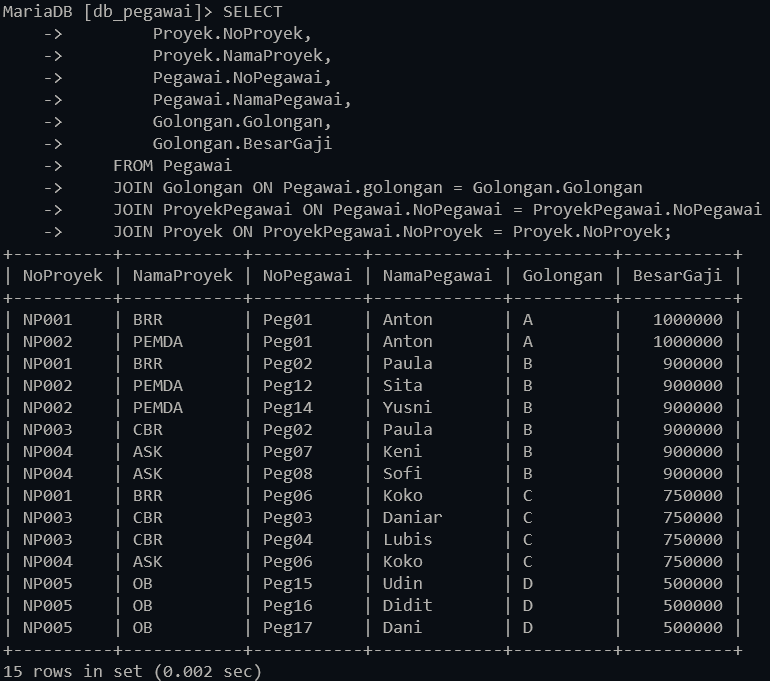 MariaDB [db_pegawai]> SELECT
    ->         Proyek.NoProyek,
    ->         Proyek.NamaProyek,
    ->         Pegawai.NoPegawai,
    ->         Pegawai.NamaPegawai,
    ->         Golongan.Golongan,
    ->         Golongan.BesarGaji
    ->     FROM Pegawai
    ->     JOIN Golongan ON Pegawai.golongan = Golongan.Golongan
    ->     JOIN ProyekPegawai ON Pegawai.NoPegawai = ProyekPegawai.NoPegawai
    ->     JOIN Proyek ON ProyekPegawai.NoProyek = Proyek.NoProyek;
+----------+------------+-----------+-------------+----------+-----------+
| NoProyek | NamaProyek | NoPegawai | NamaPegawai | Golongan | BesarGaji |
+----------+------------+-----------+-------------+----------+-----------+
| NP001    | BRR        | Peg01     | Anton       | A        |   1000000 |
| NP002    | PEMDA      | Peg01     | Anton       | A        |   1000000 |
| NP001    | BRR        | Peg02     | Paula       | B        |    900000 |
| NP002    | PEMDA      | Peg12     | Sita        | B        |    900000 |
| NP002    | PEMDA      | Peg14     | Yusni       | B        |    900000 |
| NP003    | CBR        | Peg02     | Paula       | B        |    900000 |
| NP004    | ASK        | Peg07     | Keni        | B        |    900000 |
| NP004    | ASK        | Peg08     | Sofi        | B        |    900000 |
| NP001    | BRR        | Peg06     | Koko        | C        |    750000 |
| NP003    | CBR        | Peg03     | Daniar      | C        |    750000 |
| NP003    | CBR        | Peg04     | Lubis       | C        |    750000 |
| NP004    | ASK        | Peg06     | Koko        | C        |    750000 |
| NP005    | OB         | Peg15     | Udin        | D        |    500000 |
| NP005    | OB         | Peg16     | Didit       | D        |    500000 |
| NP005    | OB         | Peg17     | Dani        | D        |    500000 |
+----------+------------+-----------+-------------+----------+-----------+
15 rows in set (0.002 sec)